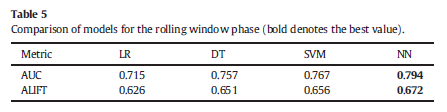 Table 5
Comparison of models for the rolling window phase (bold denotes the best value).
Metric LR DT SVM NN
AUC 0.715 0.757 0.767 0.794
ALIFT 0.626 0.651 0.656 0.672